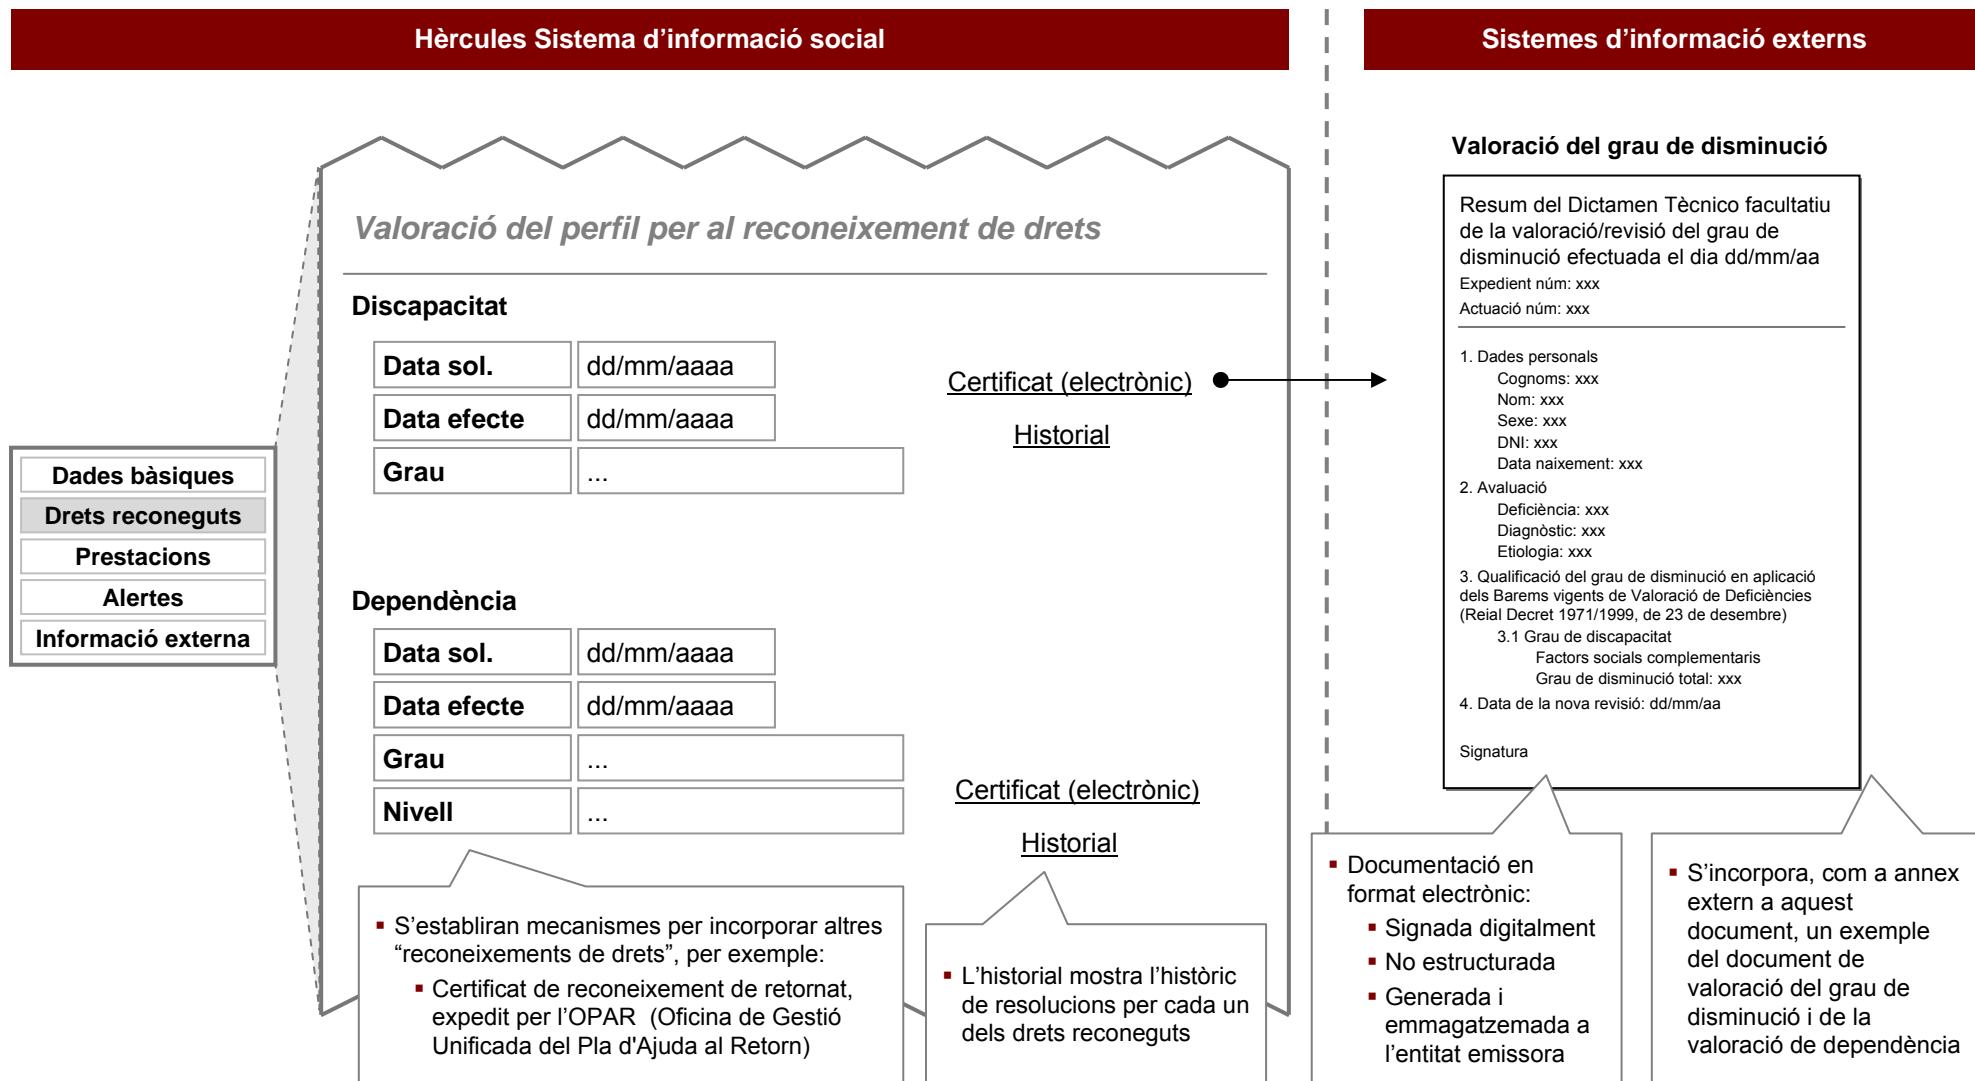 Hèrcules Sistema d’informació social
Sistemes d’informació externs
Dades bàsiques
Drets reconeguts
Prestacions
Alertes
Informació externa
Valoració del perfil per al reconeixement de drets
Discapacitat
Data sol.
dd/mm/aaaa
Data efecte
dd/mm/aaaa
Grau
...
Certificat (electrònic)
Historial
Dependència
Data sol.
dd/mm/aaaa
Data efecte
dd/mm/aaaa
Grau
...
Nivell
...
Certificat (electrònic)
Historial
▪ S’establiran mecanismes per incorporar altres
“reconeixements de drets”, per exemple:
▪ Certificat de reconeixement de retornat,
expedit per l’OPAR (Oficina de Gestió
Unificada del Pla d'Ajuda al Retorn)
▪ L’historial mostra l’històric
de resolucions per cada un
dels drets reconeguts
Valoració del grau de disminució
Resum del Dictamen Tècnic facultatiu
de la valoració/revisió del grau de
disminució efectuada el dia dd/mm/aa
Expedient núm: xxx
Actuació núm: xxx
1. Dades personals
Cognoms: xxx
Nom: xxx
Sexe: xxx
DNI: xxx
Data naixement: xxx
2. Avaluació
Deficiència: xxx
Diagnòstic: xxx
Etiologia: xxx
3. Qualificació del grau de disminució en aplicació
dels Barems vigents de Valoració de Deficiències
(Reial Decret 1971/1999, de 23 de desembre)
3.1 Grau de discapacitat
Factors socials complementaris
Grau de disminució total: xxx
4. Data de la nova revisió: dd/mm/aa
Signatura
▪ Documentació en
format electrònic:
▪ Signada digitalment
▪ No estructurada
▪ Generada i
emmagatzemada a
l’entitat emissora
▪ S’incorpora, com a annex
extern a aquest
document, un exemple
del document de
valoració del grau de
disminució i de la
valoració de dependència